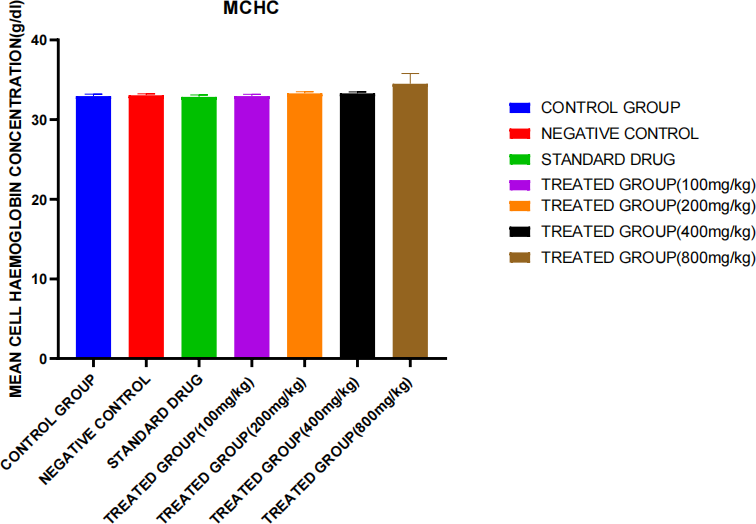 MCHC
MEAN CELL HAEMOGLOBIN CONCENTRATION(g/dl)
40
30
20
10
0
CONTROL GROUP
NEGATIVE CONTROL
STANDARD DRUG
TREATED GROUP(100mg/kg)
TREATED GROUP(200mg/kg)
TREATED GROUP(400mg/kg)
TREATED GROUP(800mg/kg)
CONTROL GROUP
NEGATIVE CONTROL
STANDARD DRUG
TREATED GROUP(100mg/kg)
TREATED GROUP(200mg/kg)
TREATED GROUP(400mg/kg)
TREATED GROUP(800mg/kg)